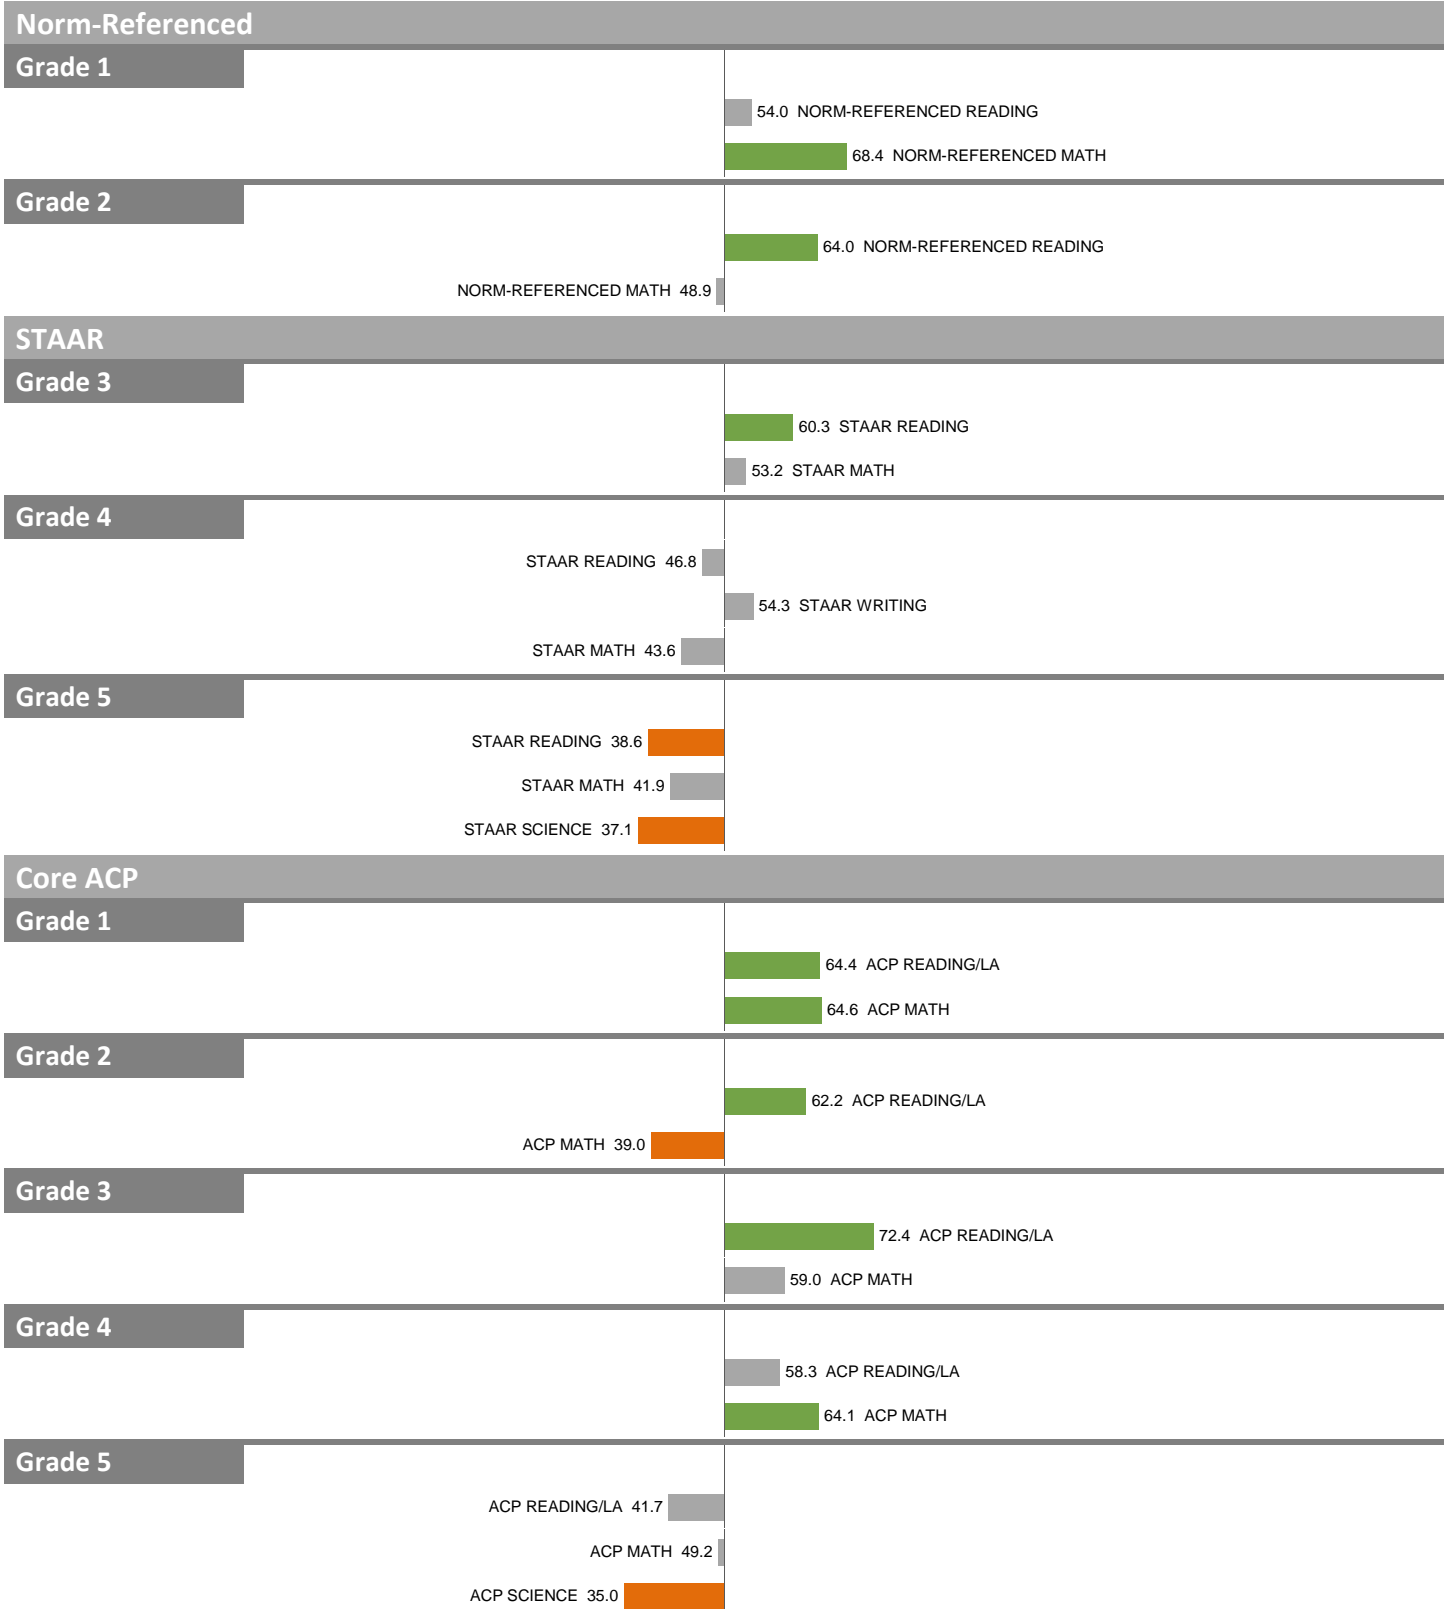 Norm-Referenced
Grade 1
54.0 NORM-REFERENCED READING
68.4 NORM-REFERENCED MATH
Grade 2
64.0 NORM-REFERENCED READING
NORM-REFERENCED MATH 48.9
STAAR
Grade 3
60.3 STAAR READING
53.2 STAAR MATH
Grade 4
STAAR READING 46.8
54.3 STAAR WRITING
STAAR MATH 43.6
Grade 5
STAAR READING 38.6
STAAR MATH 41.9
STAAR SCIENCE 37.1
Core ACP
Grade 1
64.4 ACP READING/LA
64.6 ACP MATH
Grade 2
62.2 ACP READING/LA
ACP MATH 39.0
Grade 3
72.4 ACP READING/LA
59.0 ACP MATH
Grade 4
58.3 ACP READING/LA
64.1 ACP MATH
Grade 5
ACP READING/LA 41.7
ACP MATH 49.2
ACP SCIENCE 35.0